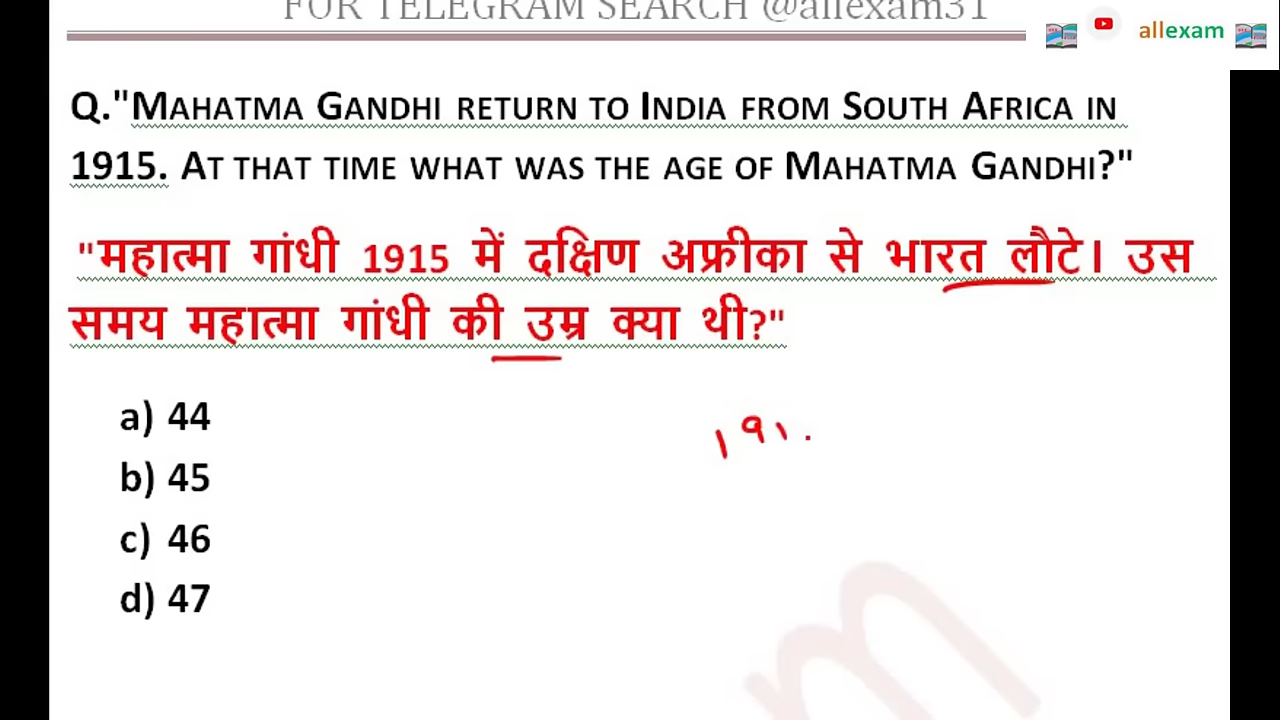 FOR TELEGRAM SEARCH @allexam31
allexam
Q."MAHATMA GANDHI RETURN TO INDIA FROM SOUTH AFRICA IN
1915. AT THAT TIME WHAT WAS THE AGE OF MAHATMA GANDHI?"
"महात्मा गांधी 1915 में दक्षिण अफ्रीका से भारत लौटे। उस
समय महात्मा गांधी की उम्र क्या थी?"
a) 44
191
b) 45
c) 46
d) 47